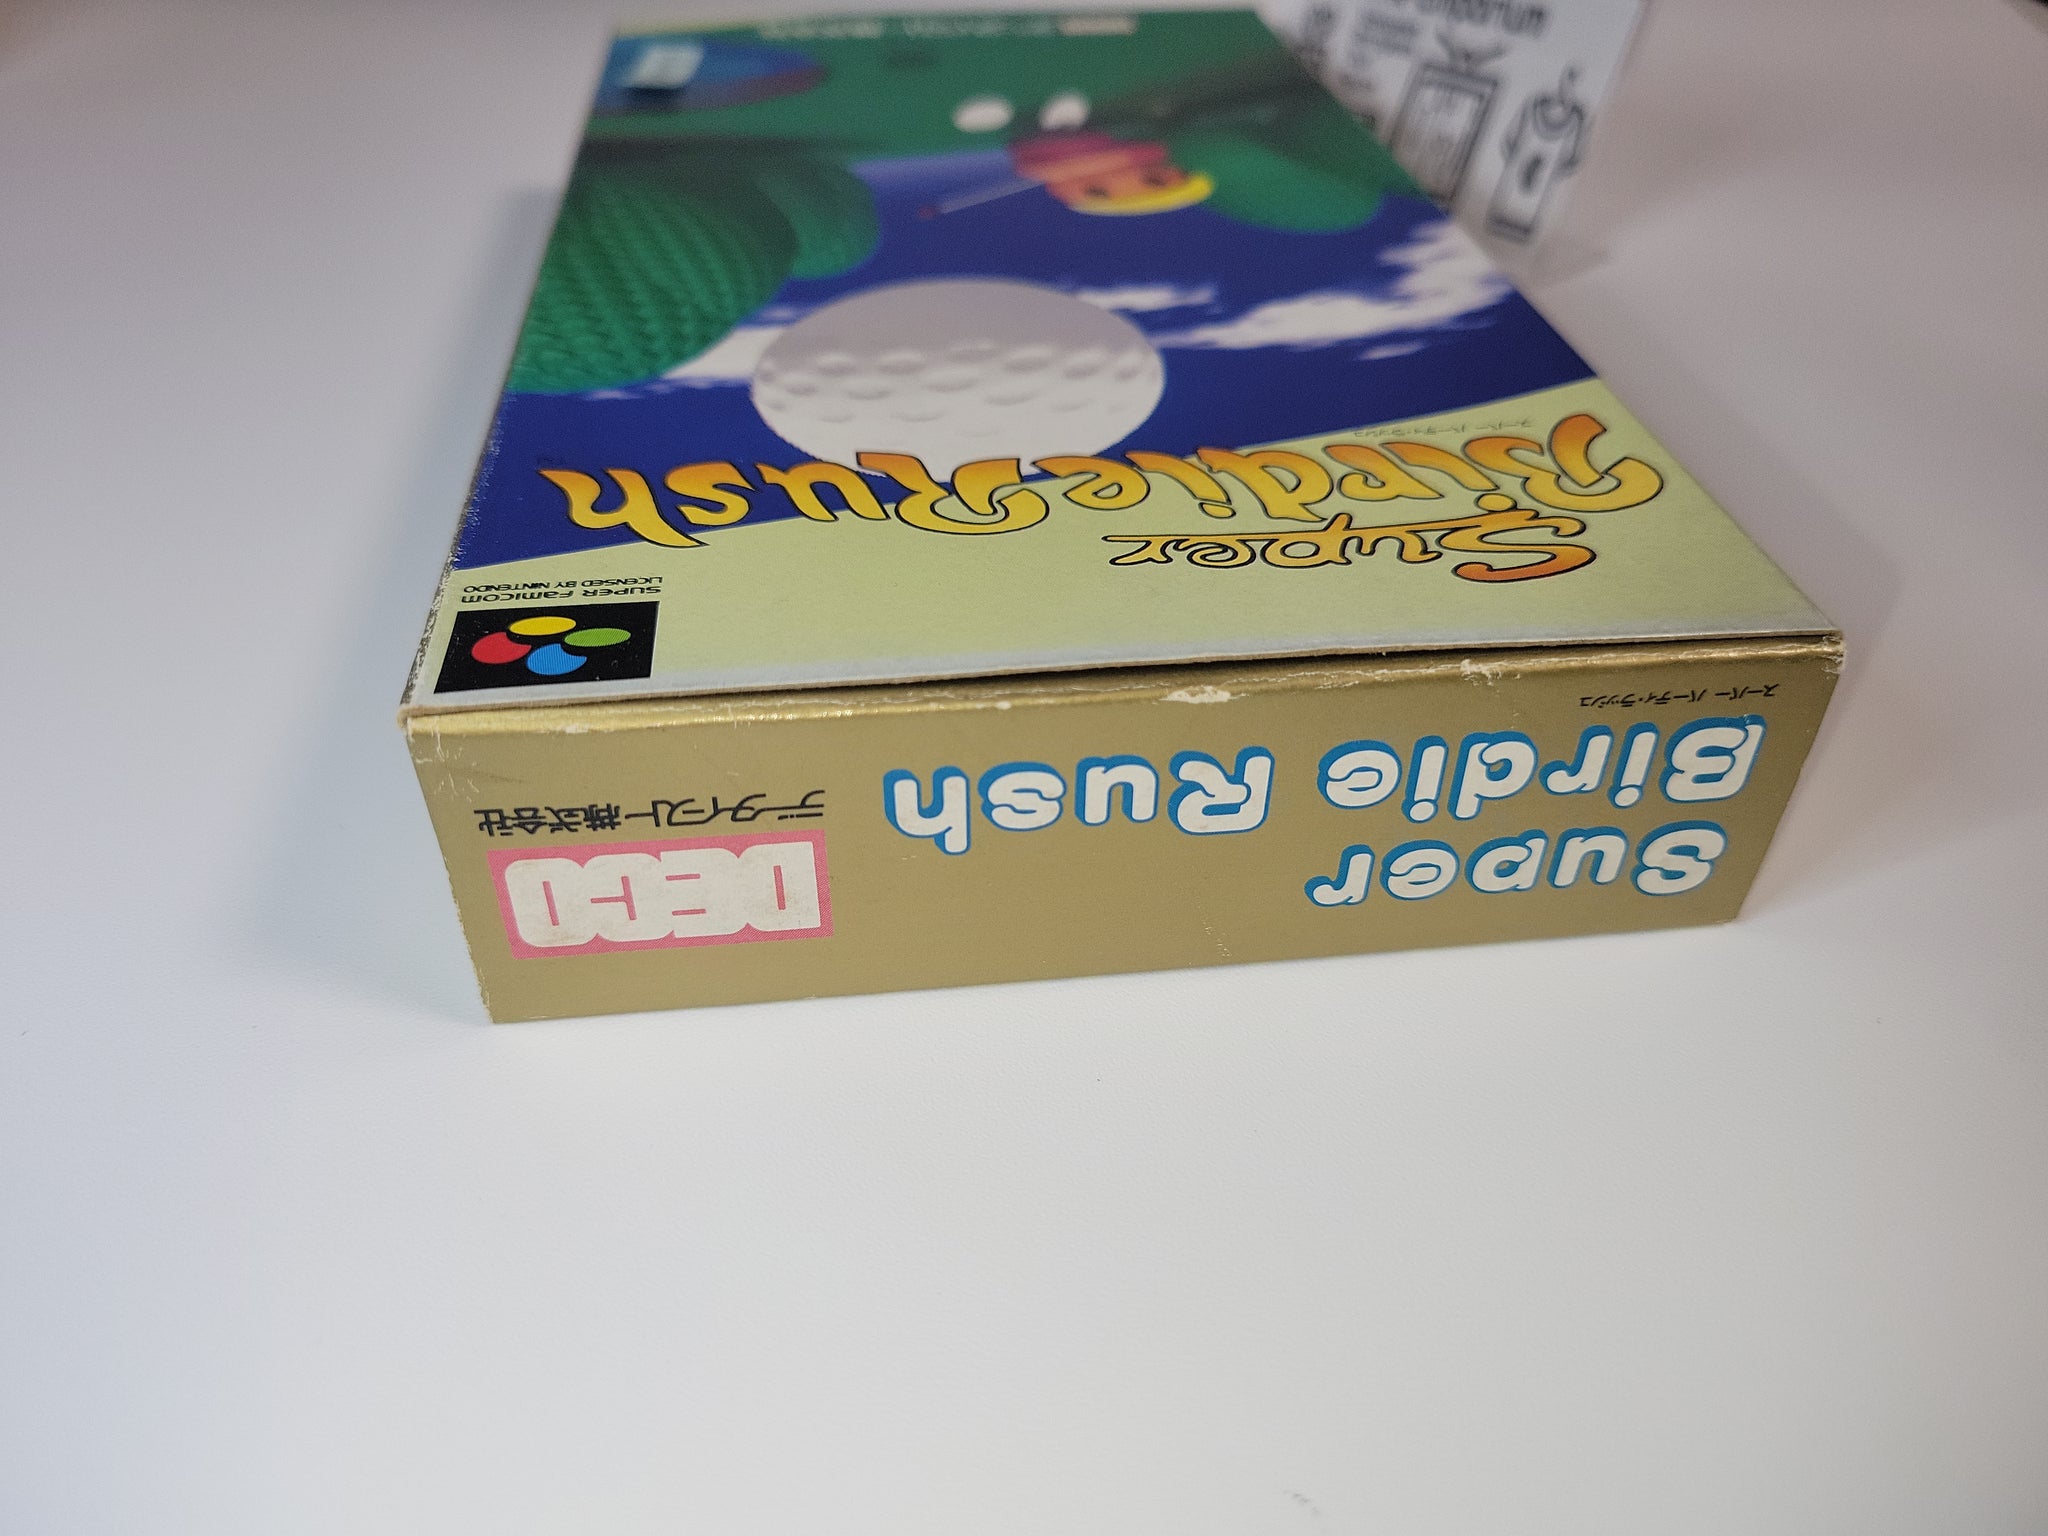 Super
Birdie Rush
スーパー バーディ・ラッシュ
SUPER Famicom
LICENSED BY NINTENDO
スーパー バーディ・ラッシュ
Super
Birdie Rush
DECO
データイースト株式会社